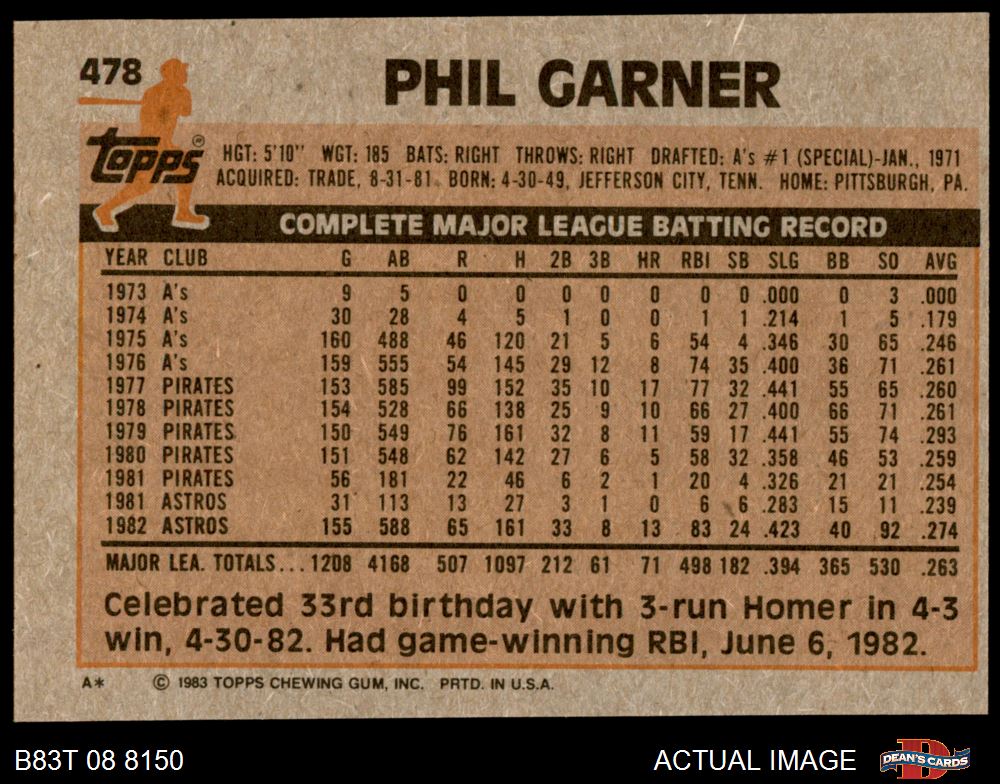 478
PHIL GARNER
topps®
HGT: 5'10" WGT: 185 BATS: RIGHT THROWS: RIGHT DRAFTED: A's #1 (SPECIAL)-JAN., 1971
ACQUIRED: TRADE, 8-31-81. BORN: 4-30-49, JEFFERSON CITY, TENN. HOME: PITTSBURGH, PA.
COMPLETE MAJOR LEAGUE BATTING RECORD
YEAR CLUB G AB R H 2B 3B HR RBI SB SLG BB SO AVG
1973 A's 9 5 0 0 0 0 0 0 0 .000 0 3 .000
1974 A's 30 28 4 5 1 0 0 1 1 .214 1 5 .179
1975 A's 160 488 46 120 21 5 6 54 4 .346 30 65 .246
1976 A's 159 555 54 145 29 12 8 74 35 .400 36 71 .261
1977 PIRATES 153 585 99 152 35 10 17 77 32 .441 55 65 .260
1978 PIRATES 154 528 66 138 25 9 10 66 27 .400 66 71 .261
1979 PIRATES 150 549 76 161 32 8 11 59 17 .441 55 74 .293
1980 PIRATES 151 548 62 142 27 6 5 58 32 .358 46 53 .259
1981 PIRATES 56 181 22 46 6 2 1 20 4 .326 21 21 .254
1981 ASTROS 31 113 13 27 3 1 0 6 6 .283 15 11 .239
1982 ASTROS 155 588 65 161 33 8 13 83 24 .423 40 92 .274
MAJOR LEA. TOTALS... 1208 4168 507 1097 212 61 71 498 182 .394 365 530 .263
Celebrated 33rd birthday with 3-run Homer in 4-3
win, 4-30-82. Had game-winning RBI, June 6, 1982.
A* © 1983 TOPPS CHEWING GUM, INC. PRTD. IN U.S.A.
B83T 08 8150 ACTUAL IMAGE
D
DEAN'S CARDS